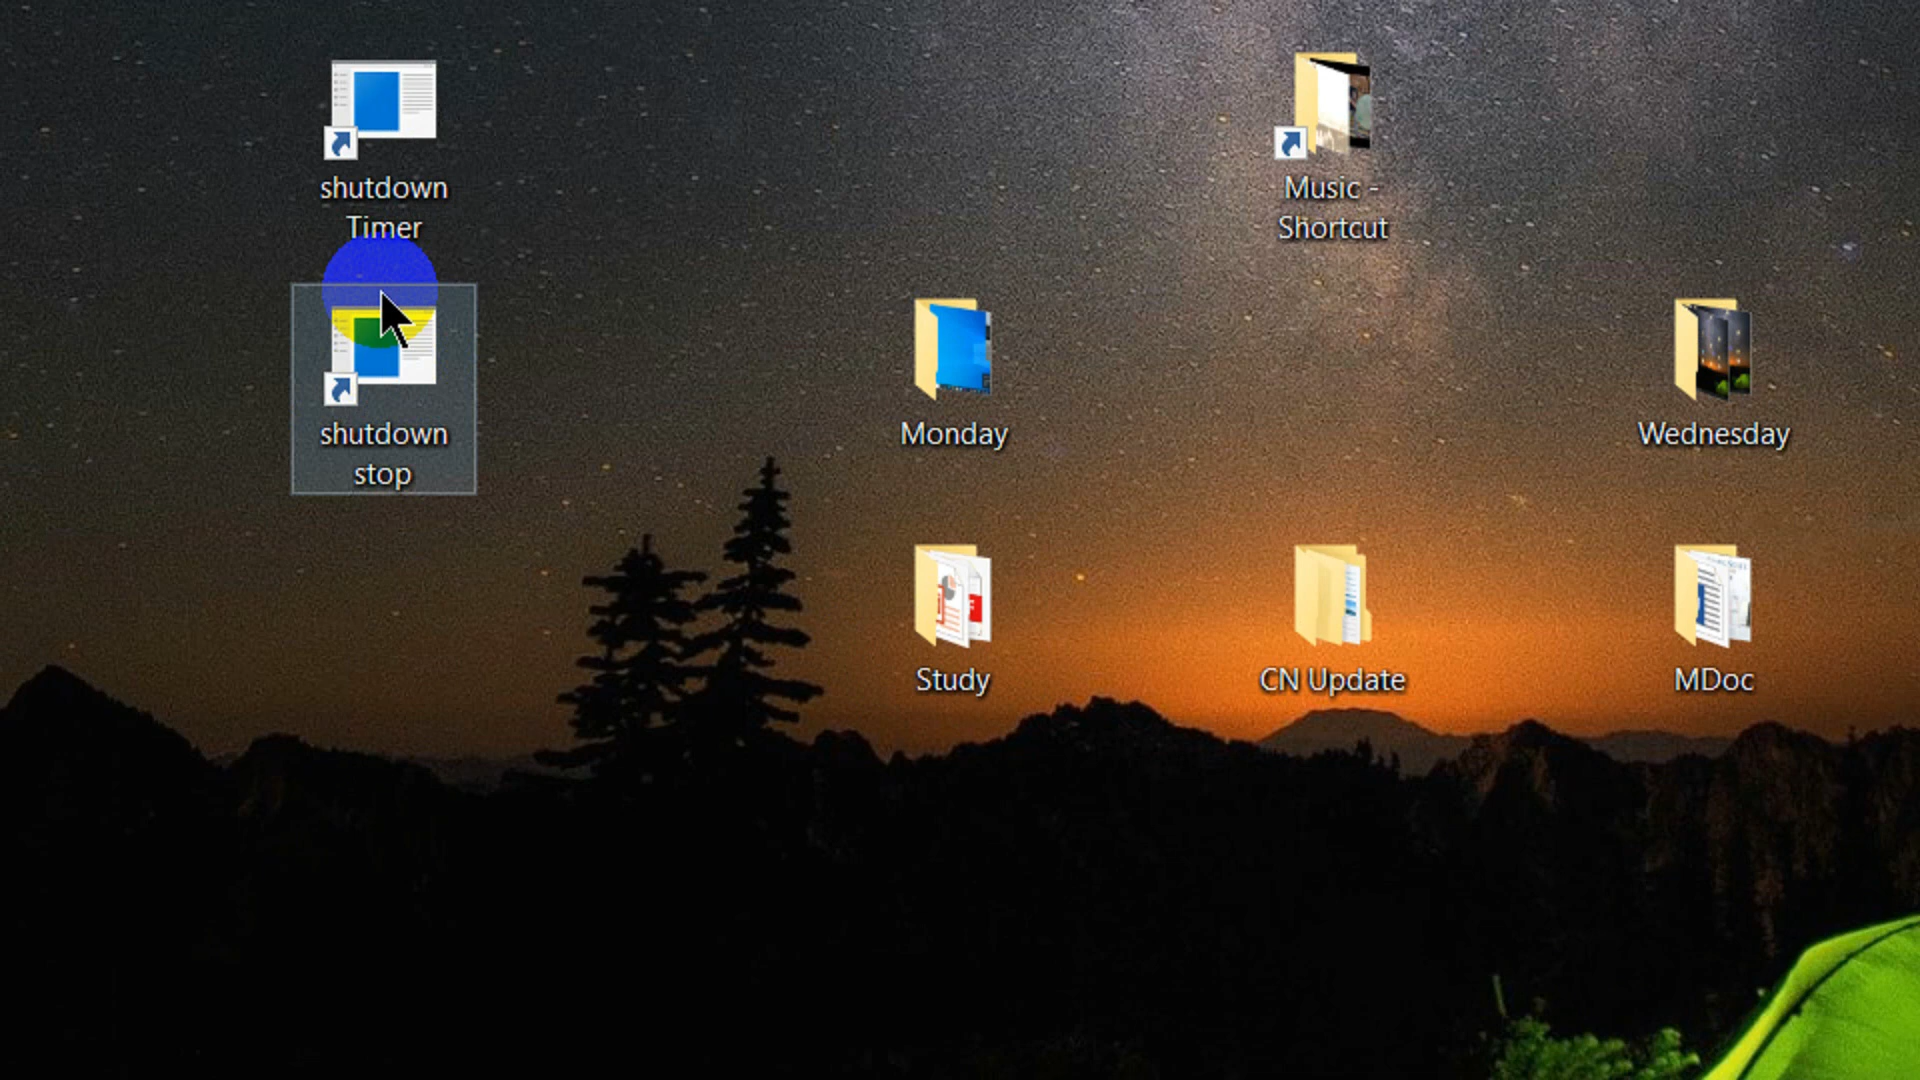 shutdown
Timer
Music -
Shortcut
shutdown
stop
Monday
Wednesday
Study
CN Update
MDoc